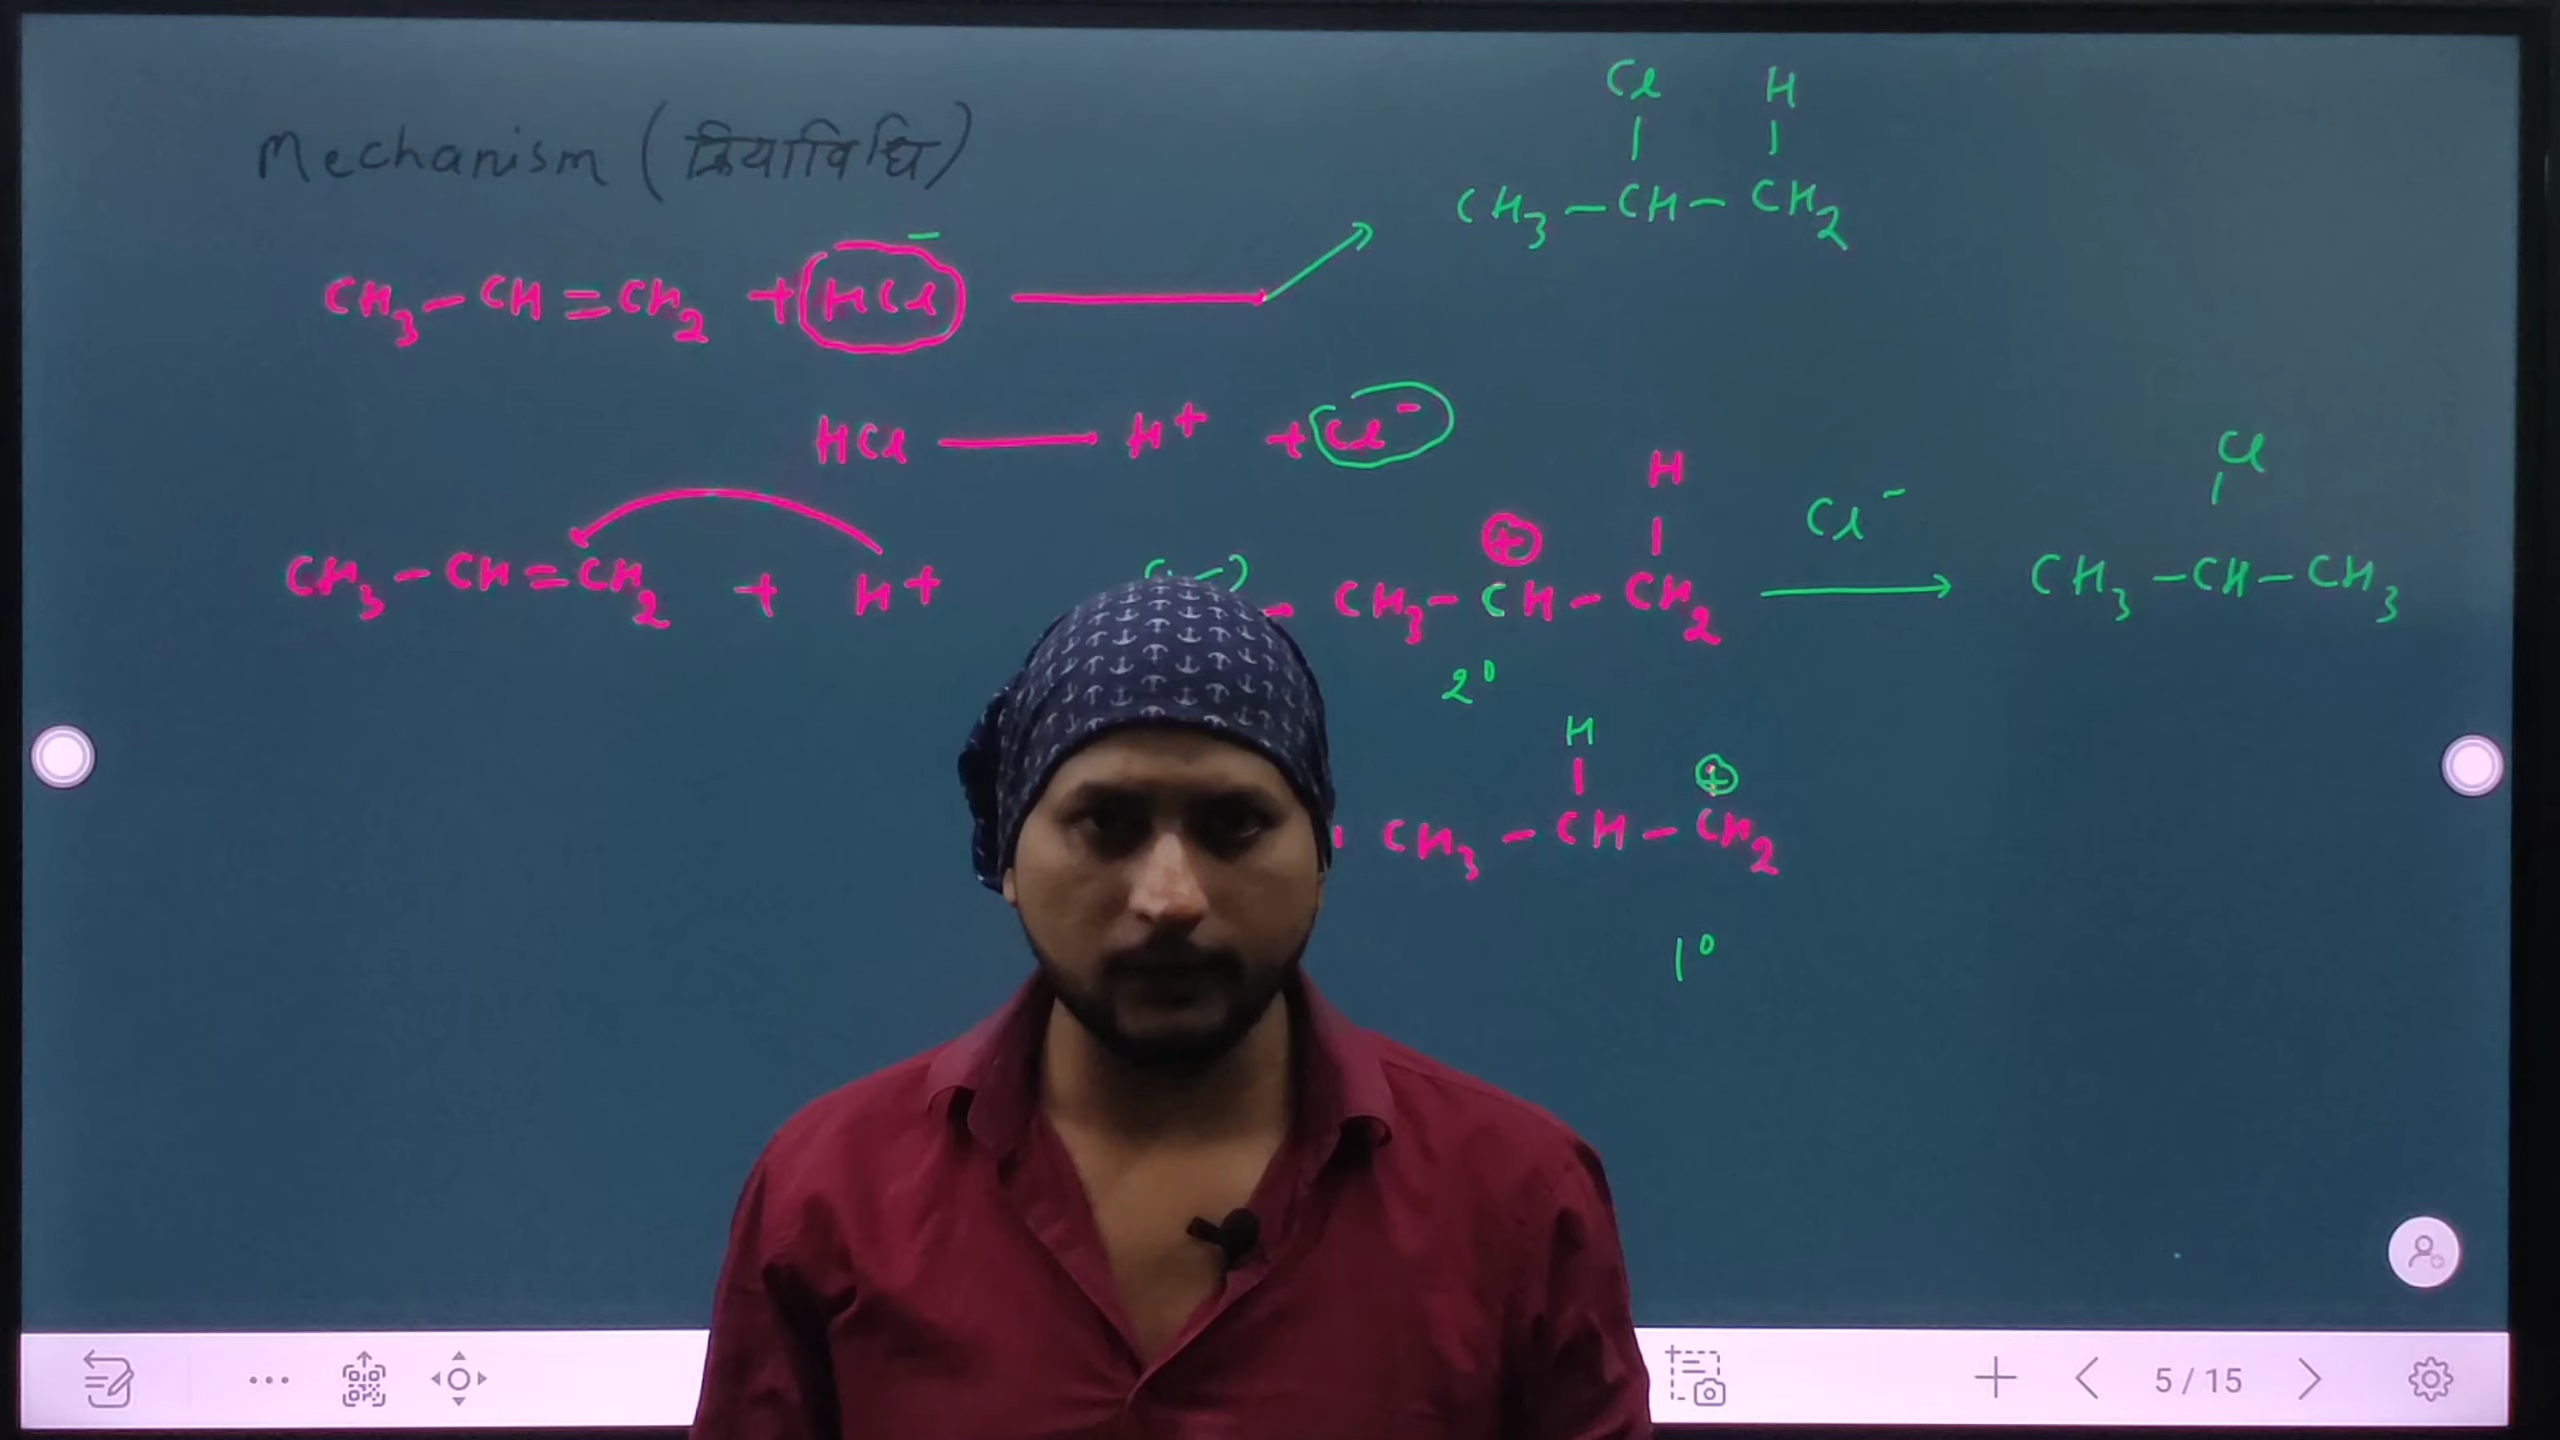 Cl H
| |
Mechanism (क्रियाविधि)
CH3 – CH – CH2
CH3 – CH = CH2 + HCl –
HCl —— H+ + Cl-
H
|
⊕
CH3 – CH = CH2 + H+
CH3 – CH – CH2
Cl-
⟶
Cl
|
CH3 – CH – CH3
2°
H
|
⊕
CH3 – CH – CH2
1°
5 / 15